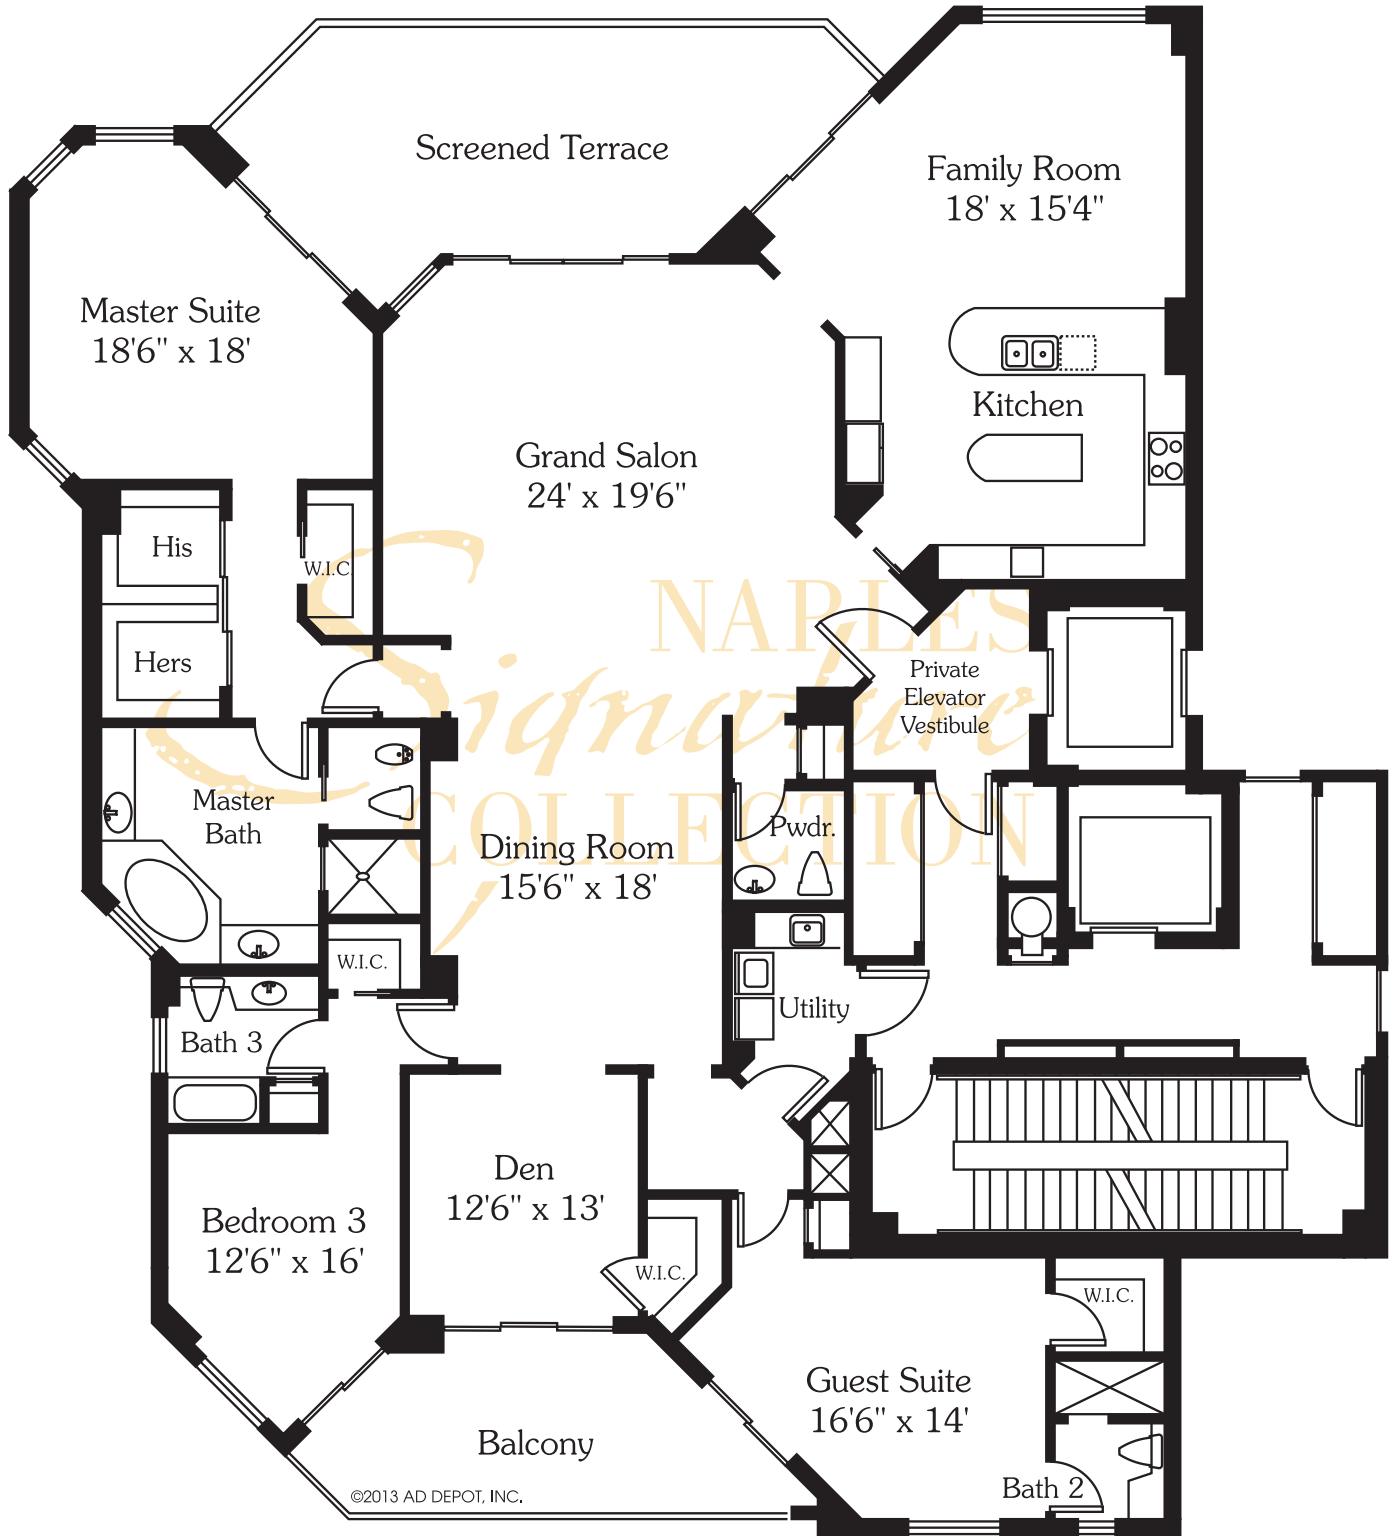 Screened Terrace
Family Room
18' x 15'4"
Master Suite
18'6" x 18'
Kitchen
Grand Salon
24' x 19'6"
His
W.I.C.
Hers
NAPLES
Signature
COLLECTION
Private
Elevator
Vestibule
Master
Bath
Pwdr.
Dining Room
15'6" x 18'
W.I.C.
Utility
Bath 3
Den
12'6" x 13'
Bedroom 3
12'6" x 16'
W.I.C.
W.I.C.
Guest Suite
16'6" x 14'
Balcony
Bath 2
©2013 AD DEPOT, INC.